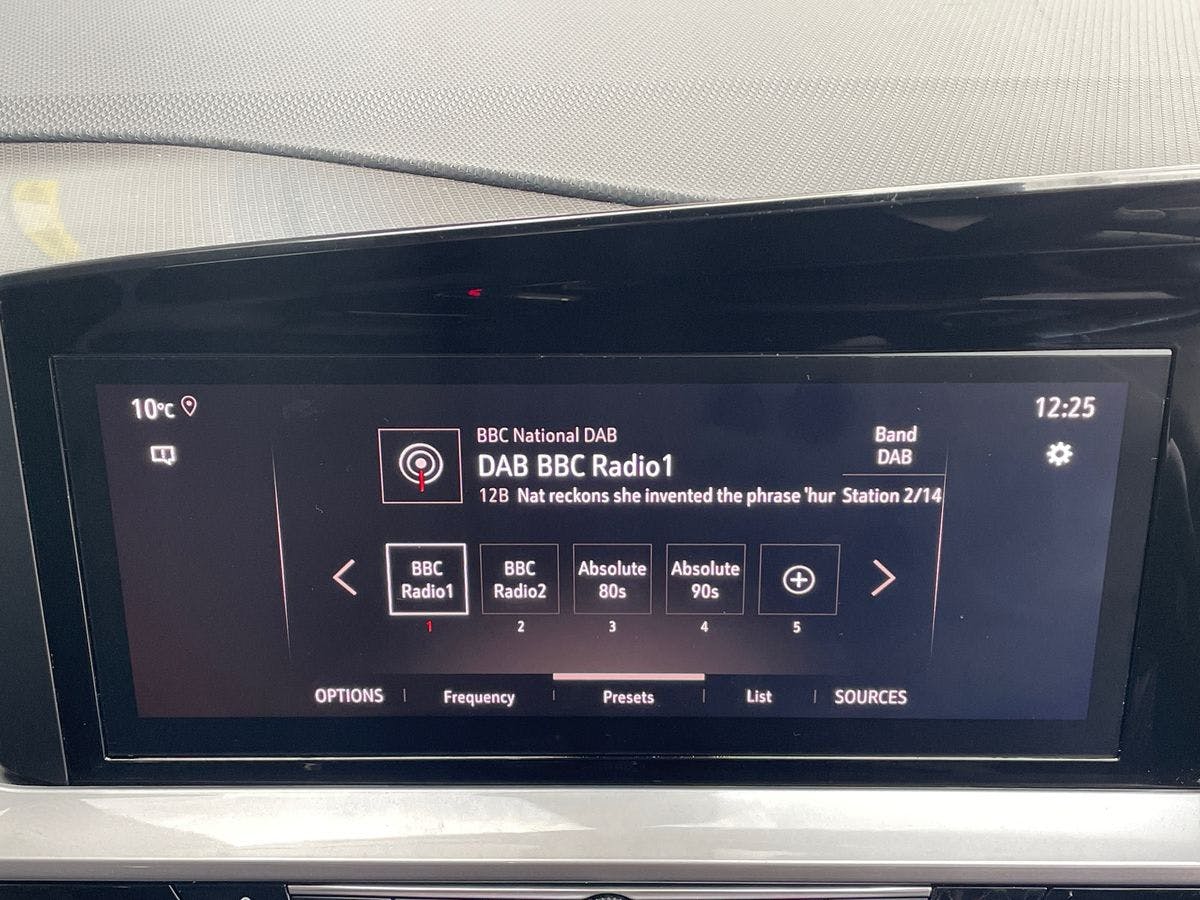 10°C
12:25
BBC National DAB
DAB BBC Radio1
12B Nat reckons she invented the phrase 'hur Station 2/14
Band
DAB
BBC
Radio1
BBC
Radio2
Absolute
80s
Absolute
90s
1
2
3
4
5
OPTIONS
Frequency
Presets
List
SOURCES